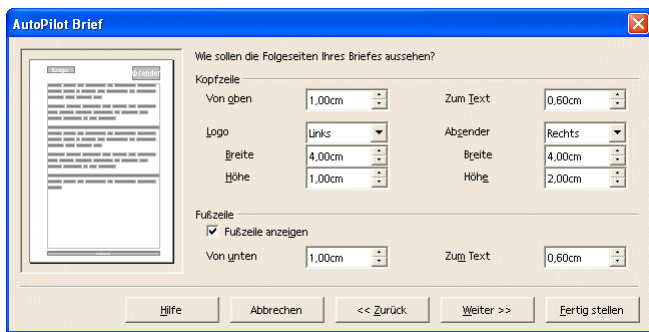 AutoPilot Brief
Wie sollen die Folgeseiten Ihres Briefes aussehen?
Absender
Kopfzeile
Von oben 1,00cm Zum Text 0,60cm
Logo Links Absender Rechts
Breite 4,00cm Breite 4,00cm
Höhe 1,00cm Höhe 2,00cm
Fußzeile
Fußzeile anzeigen
Von unten 1,00cm Zum Text 0,60cm
Hilfe Abbrechen << Zurück Weiter >> Fertig stellen